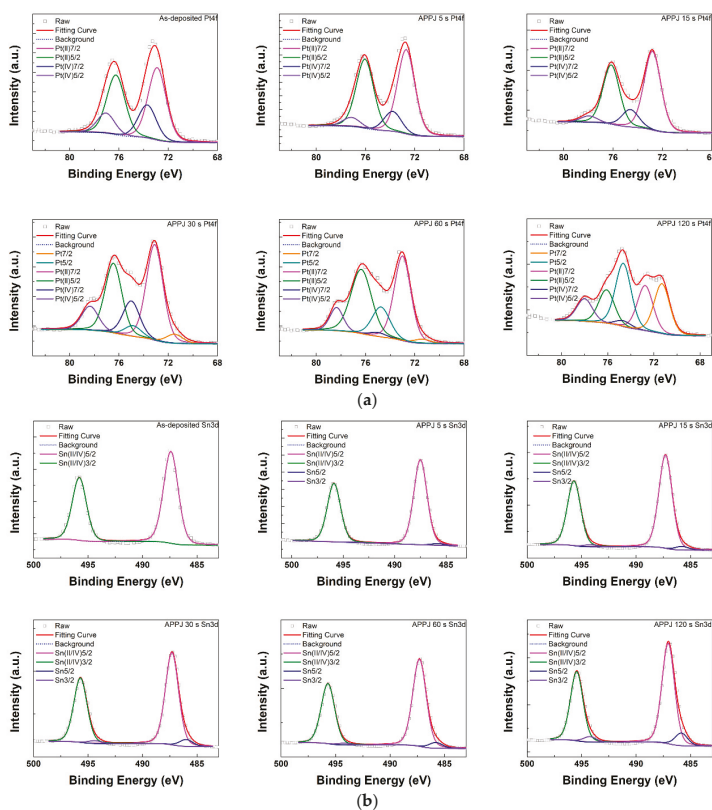 As-deposited Pt4f
Raw
Fitting Curve
Background
Pt(II)7/2
Pt(II)5/2
Pt(IV)7/2
Pt(IV)5/2
Intensity (a.u.)
80 76 72 68
Binding Energy (eV)
APPJ 5 s Pt4f
Raw
Fitting Curve
Background
Pt(II)7/2
Pt(II)5/2
Pt(IV)7/2
Pt(IV)5/2
Intensity (a.u.)
80 76 72 68
Binding Energy (eV)
APPJ 15 s Pt4f
Raw
Fitting Curve
Background
Pt(II)7/2
Pt(II)5/2
Pt(IV)7/2
Pt(IV)5/2
Intensity (a.u.)
80 76 72 6
Binding Energy (eV)
APPJ 30 s Pt4f
Raw
Fitting Curve
Background
Pt7/2
Pt5/2
Pt(II)7/2
Pt(II)5/2
Pt(IV)7/2
Pt(IV)5/2
Intensity (a.u.)
80 76 72 68
Binding Energy (eV)
APPJ 60 s Pt4f
Raw
Fitting Curve
Background
Pt7/2
Pt5/2
Pt(II)7/2
Pt(II)5/2
Pt(IV)7/2
Pt(IV)5/2
Intensity (a.u.)
80 76 72 68
Binding Energy (eV)
APPJ 120 s Pt4f
Raw
Fitting Curve
Background
Pt7/2
Pt5/2
Pt(II)7/2
Pt(II)5/2
Pt(IV)7/2
Pt(IV)5/2
Intensity (a.u.)
80 76 72 68
Binding Energy (eV)
(a)
As-deposited Sn3d
Raw
Fitting Curve
Background
Sn(II/IV)5/2
Sn(II/IV)3/2
Intensity (a.u.)
500 495 490 485
Binding Energy (eV)
APPJ 5 s Sn3d
Raw
Fitting Curve
Background
Sn(II/IV)5/2
Sn(II/IV)3/2
Sn5/2
Sn3/2
Intensity (a.u.)
500 495 490 485
Binding Energy (eV)
APPJ 15 s Sn3d
Raw
Fitting Curve
Background
Sn(II/IV)5/2
Sn(II/IV)3/2
Sn5/2
Sn3/2
Intensity (a.u.)
500 495 490 485
Binding Energy (eV)
APPJ 30 s Sn3d
Raw
Fitting Curve
Background
Sn(II/IV)5/2
Sn(II/IV)3/2
Sn5/2
Sn3/2
Intensity (a.u.)
500 495 490 485
Binding Energy (eV)
APPJ 60 s Sn3d
Raw
Fitting Curve
Background
Sn(II/IV)5/2
Sn(II/IV)3/2
Sn5/2
Sn3/2
Intensity (a.u.)
500 495 490 485
Binding Energy (eV)
APPJ 120 s Sn3d
Raw
Fitting Curve
Background
Sn(II/IV)5/2
Sn(II/IV)3/2
Sn5/2
Sn3/2
Intensity (a.u.)
500 495 490 485
Binding Energy (eV)
(b)